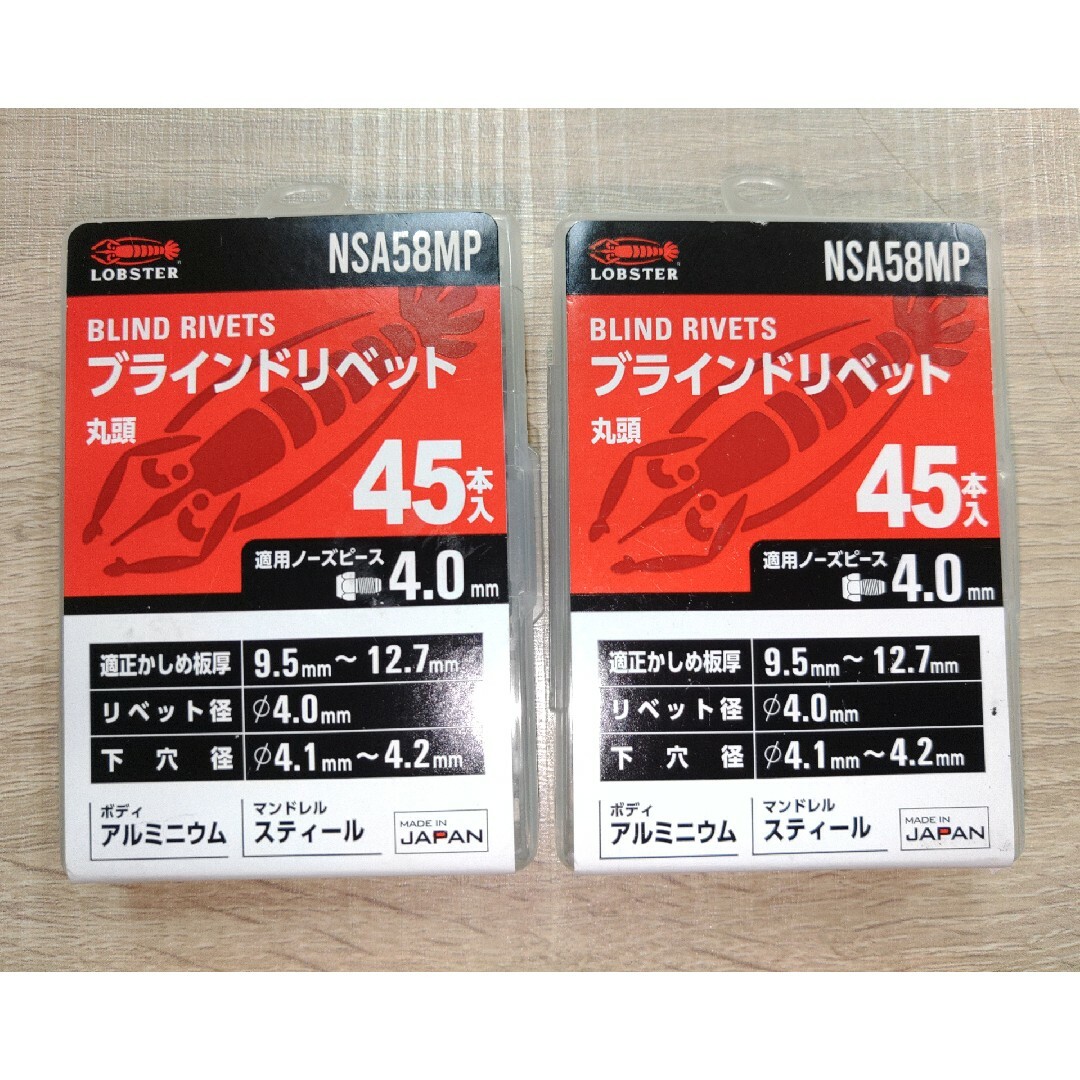 LOBSTER
NSA58MP
BLIND RIVETS
ブラインドリベット
丸頭
45本入
適用ノーズピース
4.0mm
適正かしめ板厚 9.5mm～12.7mm
リベット径 φ4.0mm
下穴径 φ4.1mm～4.2mm
ボディ
アルミニウム
マンドレル
スティール
MADE IN
JAPAN
LOBSTER
NSA58MP
BLIND RIVETS
ブラインドリベット
丸頭
45本入
適用ノーズピース
4.0mm
適正かしめ板厚 9.5mm～12.7mm
リベット径 φ4.0mm
下穴径 φ4.1mm～4.2mm
ボディ
アルミニウム
マンドレル
スティール
MADE IN
JAPAN